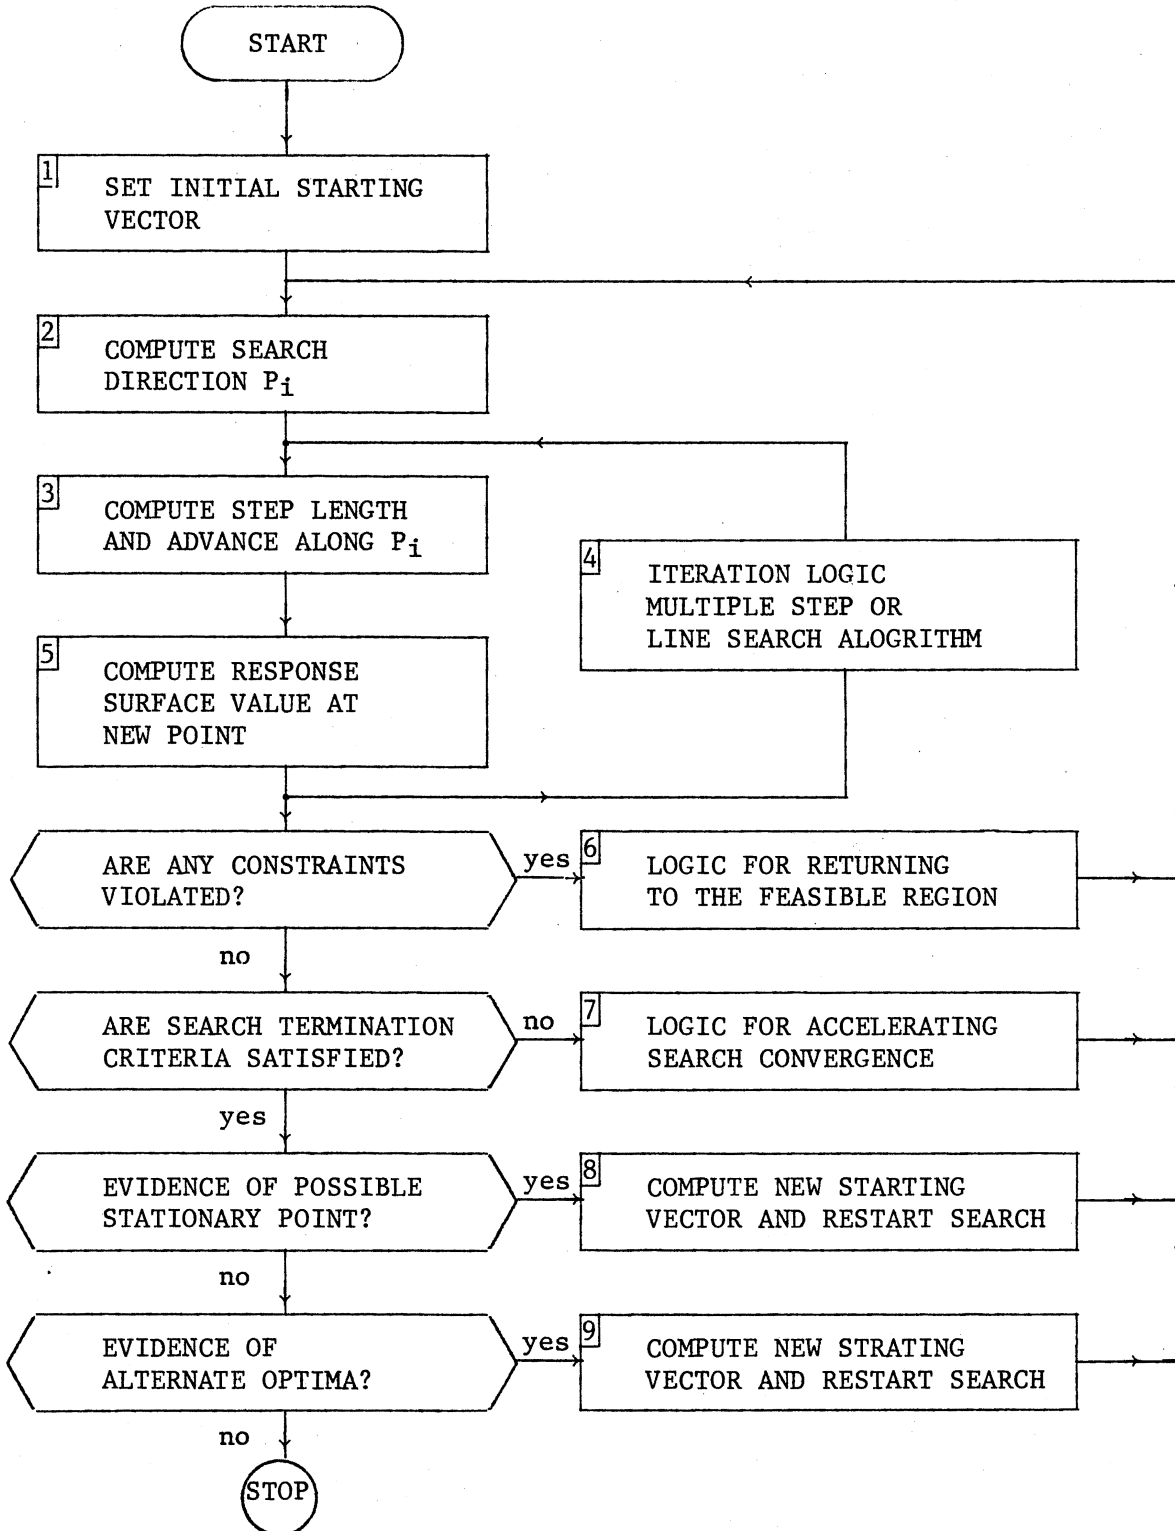 START
1
SET INITIAL STARTING
VECTOR
2
COMPUTE SEARCH
DIRECTION Pi
3
COMPUTE STEP LENGTH
AND ADVANCE ALONG Pi
4
ITERATION LOGIC
MULTIPLE STEP OR
LINE SEARCH ALOGRITHM
5
COMPUTE RESPONSE
SURFACE VALUE AT
NEW POINT
ARE ANY CONSTRAINTS
VIOLATED?
yes
6
LOGIC FOR RETURNING
TO THE FEASIBLE REGION
no
ARE SEARCH TERMINATION
CRITERIA SATISFIED?
no
7
LOGIC FOR ACCELERATING
SEARCH CONVERGENCE
yes
EVIDENCE OF POSSIBLE
STATIONARY POINT?
yes
8
COMPUTE NEW STARTING
VECTOR AND RESTART SEARCH
no
EVIDENCE OF
ALTERNATE OPTIMA?
yes
9
COMPUTE NEW STRATING
VECTOR AND RESTART SEARCH
no
STOP